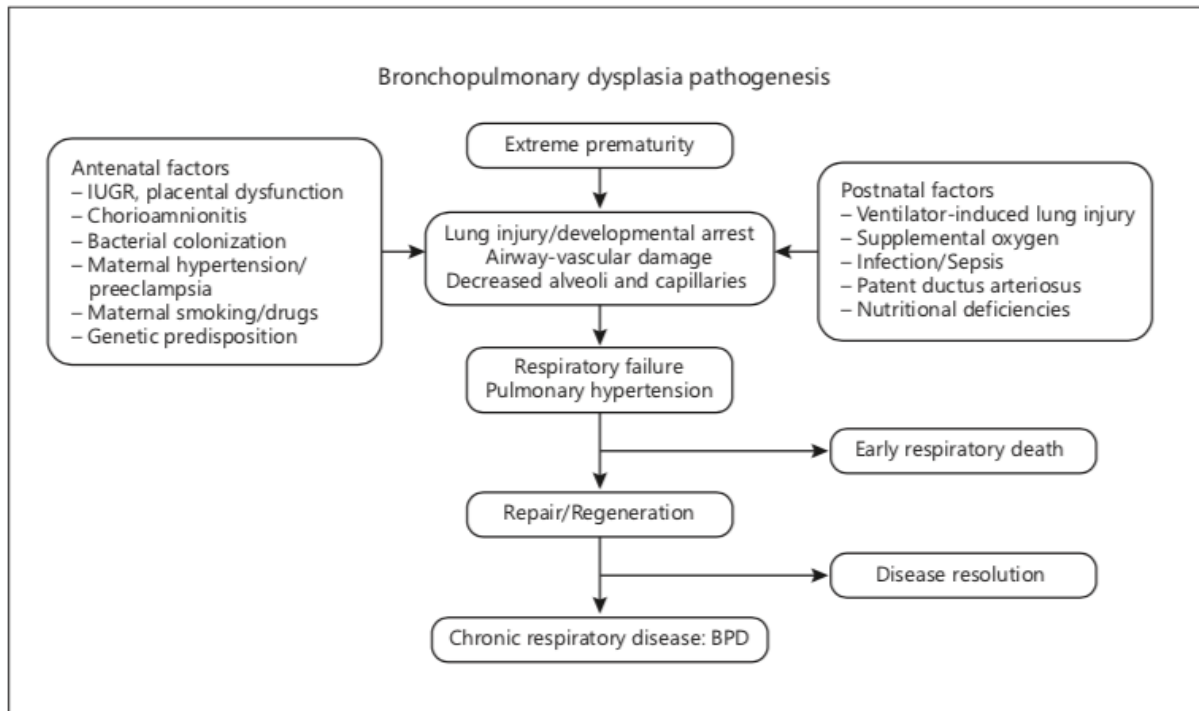 Bronchopulmonary dysplasia pathogenesis
Extreme prematurity
Antenatal factors
– IUGR, placental dysfunction
– Chorioamnionitis
– Bacterial colonization
– Maternal hypertension/
preeclampsia
– Maternal smoking/drugs
– Genetic predisposition
Lung injury/developmental arrest
Airway-vascular damage
Decreased alveoli and capillaries
Postnatal factors
– Ventilator-induced lung injury
– Supplemental oxygen
– Infection/Sepsis
– Patent ductus arteriosus
– Nutritional deficiencies
Respiratory failure
Pulmonary hypertension
Early respiratory death
Repair/Regeneration
Disease resolution
Chronic respiratory disease: BPD